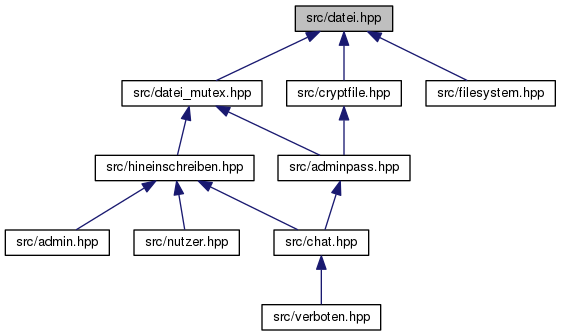 src/datei.hpp
src/datei_mutex.hpp
src/cryptfile.hpp
src/filesystem.hpp
src/hineinschreiben.hpp
src/adminpass.hpp
src/admin.hpp
src/nutzer.hpp
src/chat.hpp
src/verboten.hpp